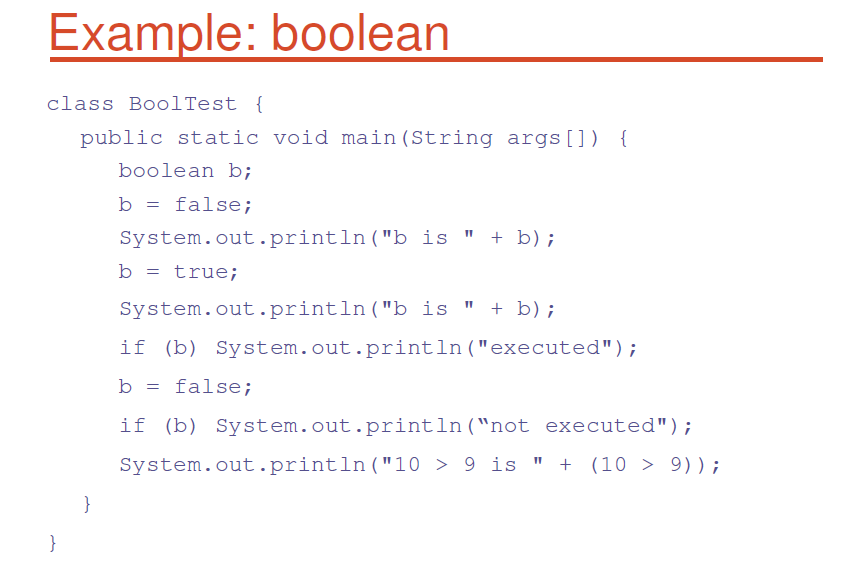 Example: boolean
class BoolTest {
public static void main(String args[]) {
boolean b;
b = false;
System.out.println("b is " + b);
b = true;
System.out.println("b is " + b);
if (b) System.out.println("executed");
b = false;
if (b) System.out.println(“not executed");
System.out.println("10 > 9 is " + (10 > 9));
}
}